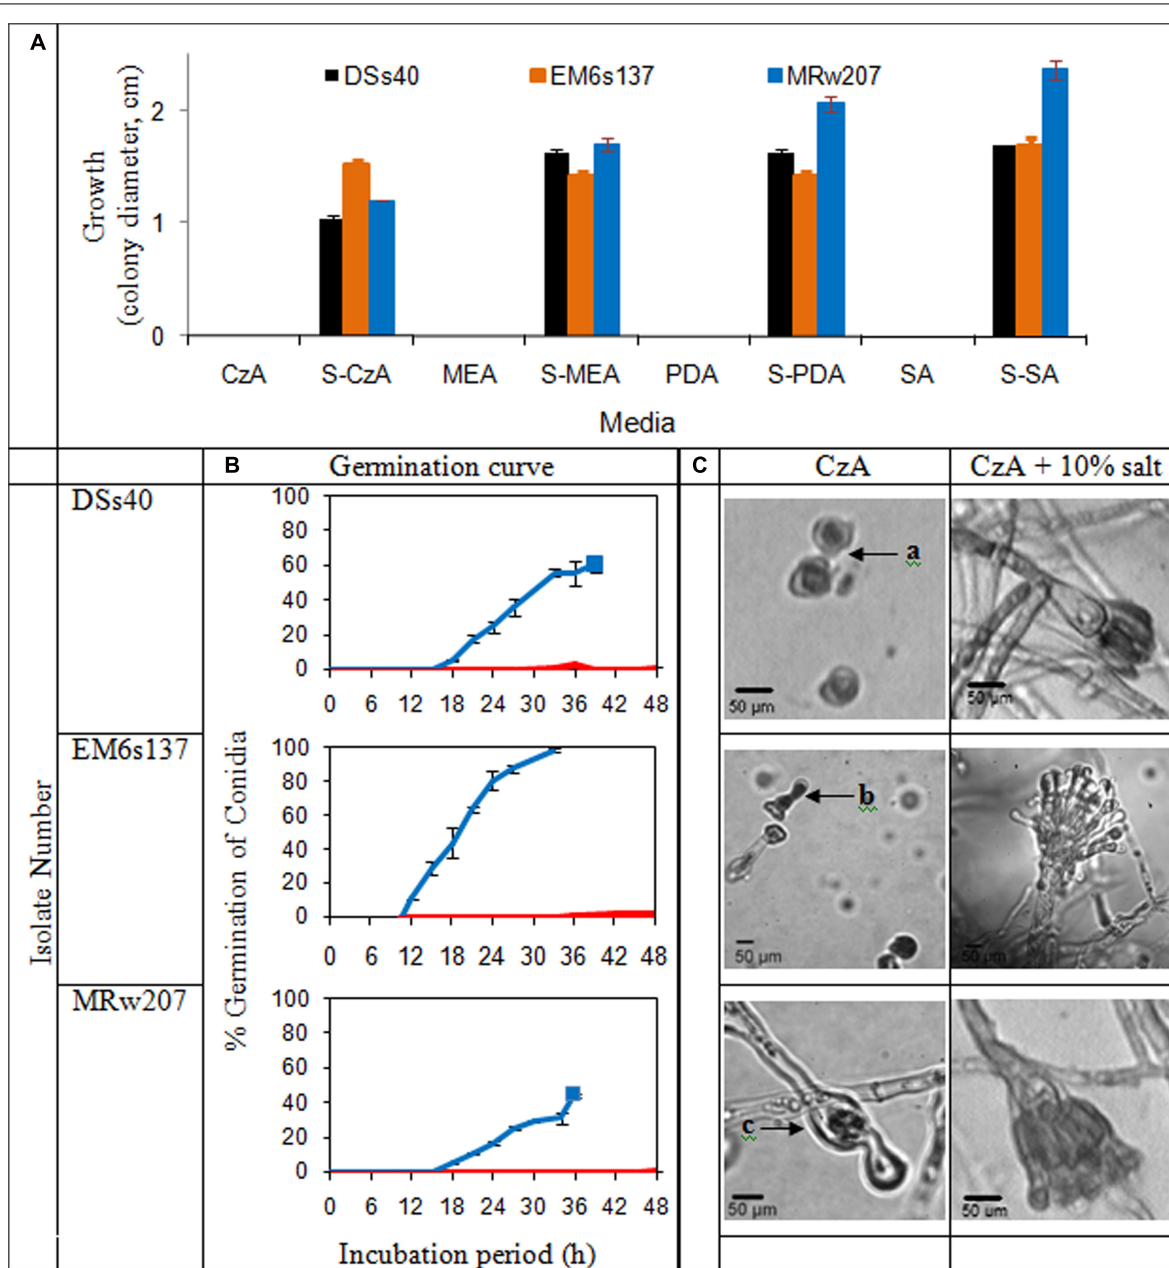 A
DSs40 EM6s137 MRw207
Growth
(colony diameter, cm)
2
1
0
CzA S-CzA MEA S-MEA PDA S-PDA SA S-SA
Media
B Germination curve C CzA CzA + 10% salt
Isolate Number
% Germination of Conidia
DSs40
100
80
60
40
20
0
0 6 12 18 24 30 36 42 48
a
50 µm
50 µm
EM6s137
100
80
60
40
20
0
0 6 12 18 24 30 36 42 48
b
50 µm
50 µm
MRw207
100
80
60
40
20
0
0 6 12 18 24 30 36 42 48
c
50 µm
50 µm
Incubation period (h)